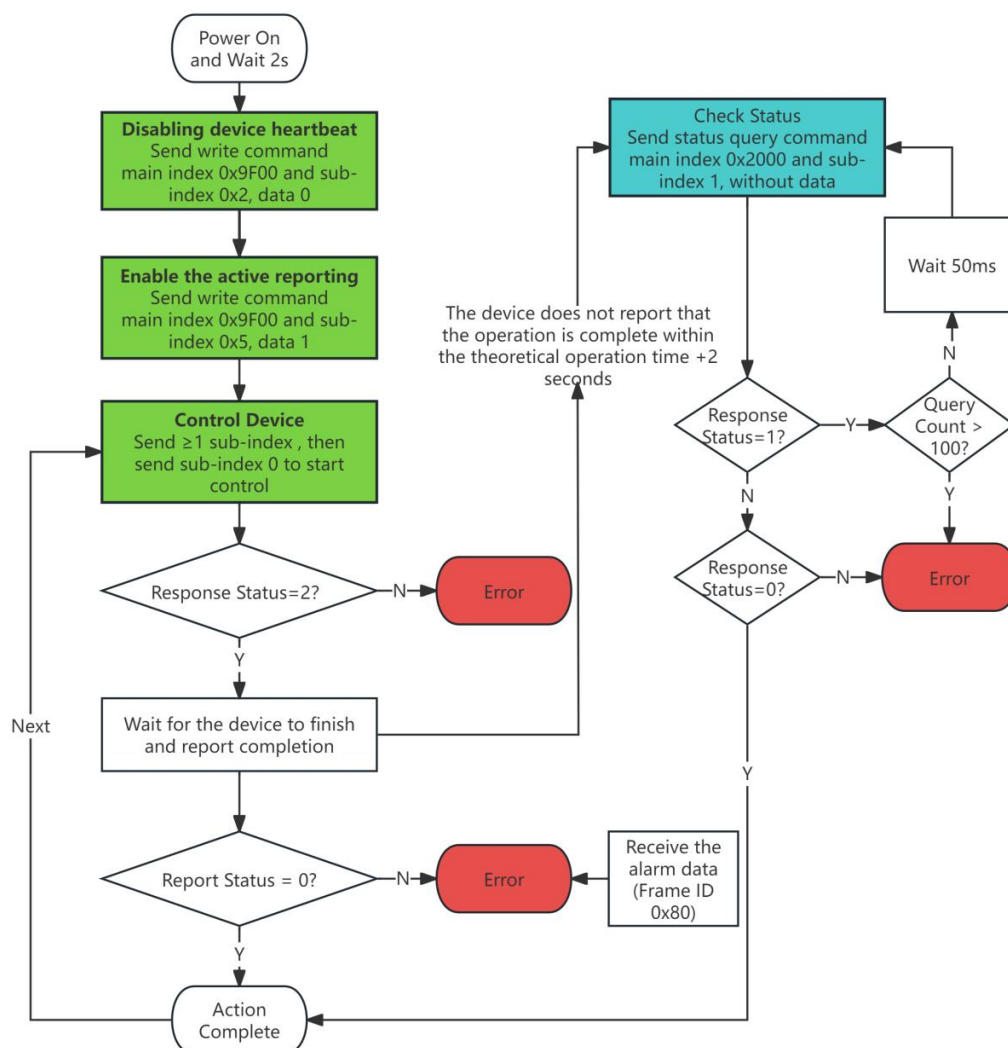 Power On
and Wait 2s
Disabling device heartbeat
Send write command
main index 0x9F00 and sub-
index 0x2, data 0
Enable the active reporting
Send write command
main index 0x9F00 and sub-
index 0x5, data 1
Control Device
Send ≥1 sub-index , then
send sub-index 0 to start
control
Response Status=2?
N
Error
Y
Wait for the device to finish
and report completion
Report Status = 0?
N
Error
Receive the
alarm data
(Frame ID
0x80)
Y
Action
Complete
Next
The device does not report that
the operation is complete within
the theoretical operation time +2
seconds
Check Status
Send status query command
main index 0x2000 and sub-
index 1, without data
Wait 50ms
N
Response
Status=1?
Y
Query
Count >
100?
N
Y
Response
Status=0?
N
Error
Y